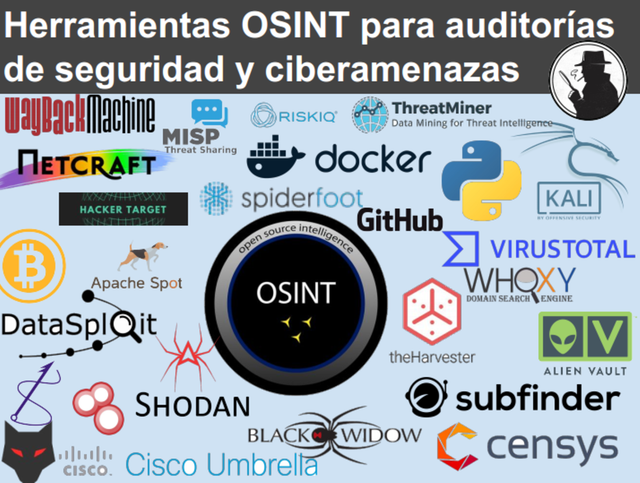 Herramientas OSINT para auditorías
de seguridad y ciberamenazas
WayBackMachine
MISP
Threat Sharing
RISKIQ®
ThreatMiner
Data Mining for Threat Intelligence
NETCRAFT
docker
KALI
BY OFFENSIVE SECURITY
HACKER TARGET
spiderfoot
GitHub
open source intelligence
OSINT
VIRUSTOTAL
WHOXY
DOMAIN SEARCH ENGINE
Apache Spot
DataSploit
theHarvester
ALIEN VAULT
SHODAN
subfinder
BLACK WIDOW
censys
CISCO.
Cisco Umbrella